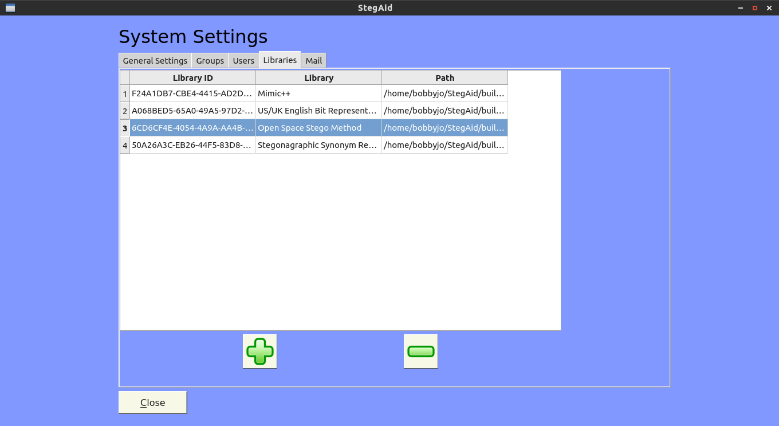 StegAid
System Settings
General Settings Groups Users Libraries Mail
Library ID Library Path
1 F24A1DB7-CBE4-4415-AD2D... Mimic++ /home/bobbyjo/StegAid/buil...
2 A068BED5-65A0-49A5-97D2-... US/UK English Bit Represent... /home/bobbyjo/StegAid/buil...
3 6CD6CF4E-4054-4A9A-AA4B-... Open Space Stego Method /home/bobbyjo/StegAid/buil...
4 50A26A3C-EB26-44F5-83D8-... Stegonagraphic Synonym Re... /home/bobbyjo/StegAid/buil...
Close